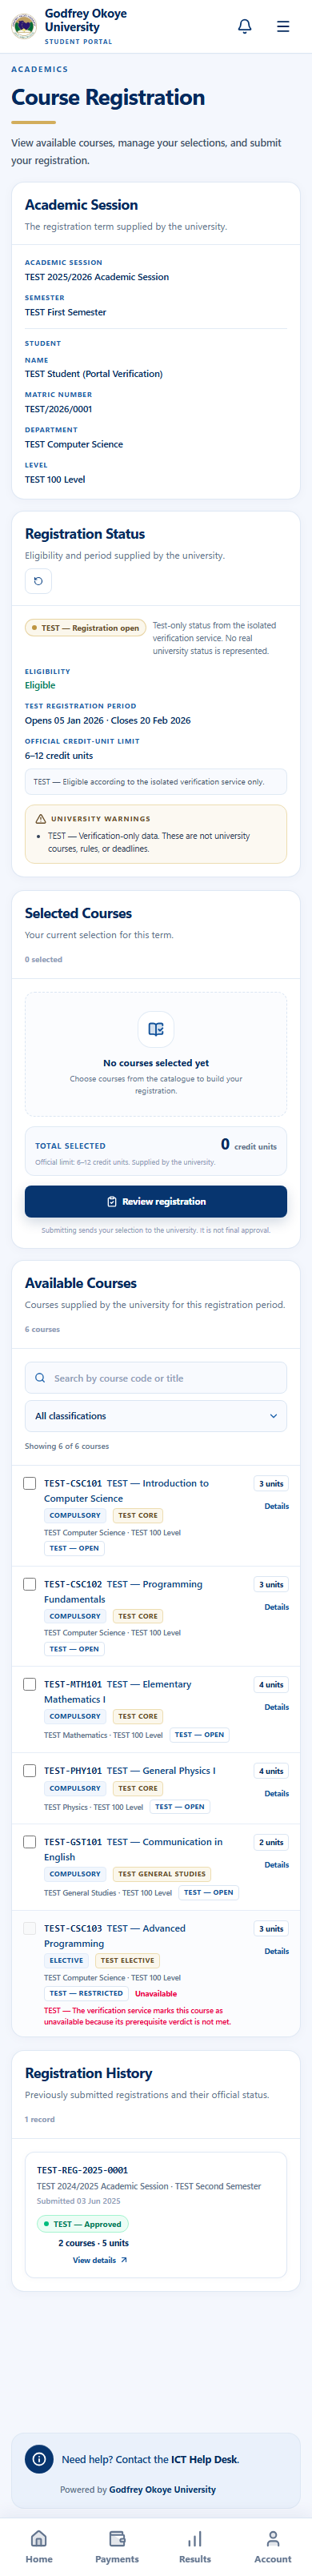 Godfrey Okoye
University
STUDENT PORTAL
ACADEMICS
Course Registration
View available courses, manage your selections, and submit
your registration.
Academic Session
The registration term supplied by the university.
ACADEMIC SESSION
TEST 2025/2026 Academic Session
SEMESTER
TEST First Semester
STUDENT
NAME
TEST Student (Portal Verification)
MATRIC NUMBER
TEST/2026/0001
DEPARTMENT
TEST Computer Science
LEVEL
TEST 100 Level
Registration Status
Eligibility and period supplied by the university.
TEST — Registration open
Test-only status from the isolated
verification service. No real
university status is represented.
ELIGIBILITY
Eligible
TEST REGISTRATION PERIOD
Opens 05 Jan 2026 · Closes 20 Feb 2026
OFFICIAL CREDIT-UNIT LIMIT
6–12 credit units
TEST — Eligible according to the isolated verification service only.
UNIVERSITY WARNINGS
• TEST — Verification-only data. These are not university
courses, rules, or deadlines.
Selected Courses
Your current selection for this term.
0 selected
No courses selected yet
Choose courses from the catalogue to build your
registration.
TOTAL SELECTED 0 credit units
Official limit: 6–12 credit units. Supplied by the university.
Review registration
Submitting sends your selection to the university. It is not final approval.
Available Courses
Courses supplied by the university for this registration period.
6 courses
Search by course code or title
All classifications
Showing 6 of 6 courses
TEST-CSC101 TEST — Introduction to 3 units
Computer Science Details
COMPULSORY TEST CORE
TEST Computer Science · TEST 100 Level
TEST — OPEN
TEST-CSC102 TEST — Programming 3 units
Fundamentals Details
COMPULSORY TEST CORE
TEST Computer Science · TEST 100 Level
TEST — OPEN
TEST-MTH101 TEST — Elementary 4 units
Mathematics I Details
COMPULSORY TEST CORE
TEST Mathematics · TEST 100 Level TEST — OPEN
TEST-PHY101 TEST — General Physics I 4 units
COMPULSORY TEST CORE Details
TEST Physics · TEST 100 Level TEST — OPEN
TEST-GST101 TEST — Communication in 2 units
English Details
COMPULSORY TEST GENERAL STUDIES
TEST General Studies · TEST 100 Level TEST — OPEN
TEST-CSC103 TEST — Advanced 3 units
Programming Details
ELECTIVE TEST ELECTIVE
TEST Computer Science · TEST 100 Level
TEST — RESTRICTED Unavailable
TEST — The verification service marks this course as
unavailable because its prerequisite verdict is not met.
Registration History
Previously submitted registrations and their official status.
1 record
TEST-REG-2025-0001
TEST 2024/2025 Academic Session · TEST Second Semester
Submitted 03 Jun 2025
TEST — Approved
2 courses · 5 units
View details
Need help? Contact the ICT Help Desk.
Powered by Godfrey Okoye University
Home Payments Results Account